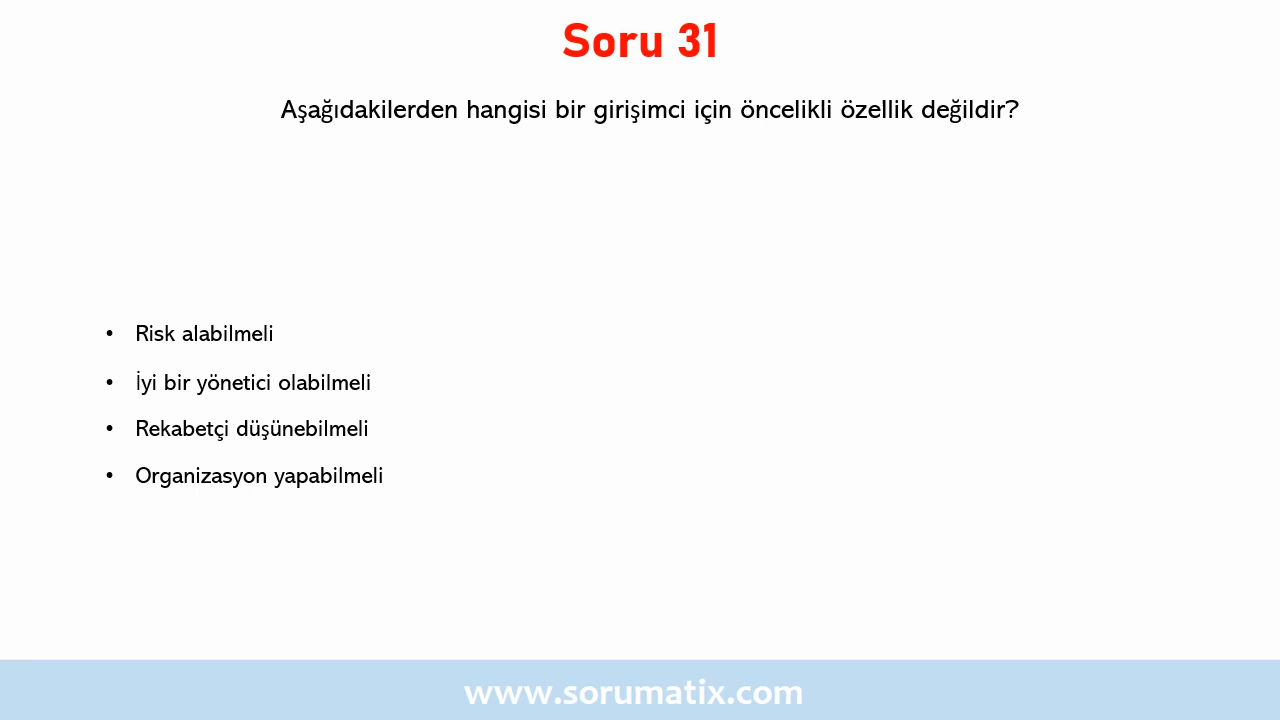 Soru 31
Aşağıdakilerden hangisi bir girişimci için öncelikli özellik değildir?
• Risk alabilmeli
• İyi bir yönetici olabilmeli
• Rekabetçi düşünebilmeli
• Organizasyon yapabilmeli
www.sorumatix.com